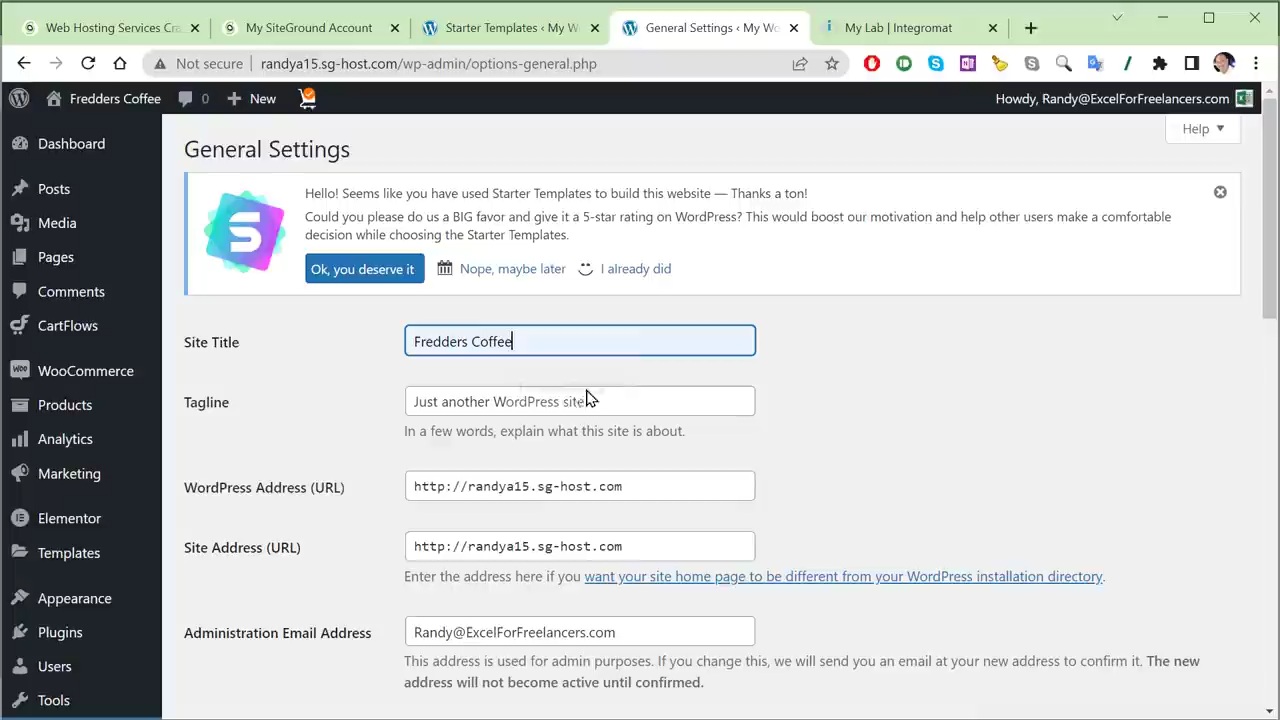 Web Hosting Services Cra
My SiteGround Account
Starter Templates ‹ My W
General Settings ‹ My Wo
My Lab | Integromat
Not secure
randya15.sg-host.com/wp-admin/options-general.php
Fredders Coffee
0
New
Howdy, Randy@ExcelForFreelancers.com
Help
Dashboard
Posts
Media
Pages
Comments
CartFlows
WooCommerce
Products
Analytics
Marketing
Elementor
Templates
Appearance
Plugins
Users
Tools
General Settings
Hello! Seems like you have used Starter Templates to build this website — Thanks a ton!
Could you please do us a BIG favor and give it a 5-star rating on WordPress? This would boost our motivation and help other users make a comfortable
decision while choosing the Starter Templates.
Ok, you deserve it
Nope, maybe later
I already did
Site Title
Fredders Coffee
Tagline
Just another WordPress site
In a few words, explain what this site is about.
WordPress Address (URL)
http://randya15.sg-host.com
Site Address (URL)
http://randya15.sg-host.com
Enter the address here if you want your site home page to be different from your WordPress installation directory.
Administration Email Address
Randy@ExcelForFreelancers.com
This address is used for admin purposes. If you change this, we will send you an email at your new address to confirm it. The new
address will not become active until confirmed.